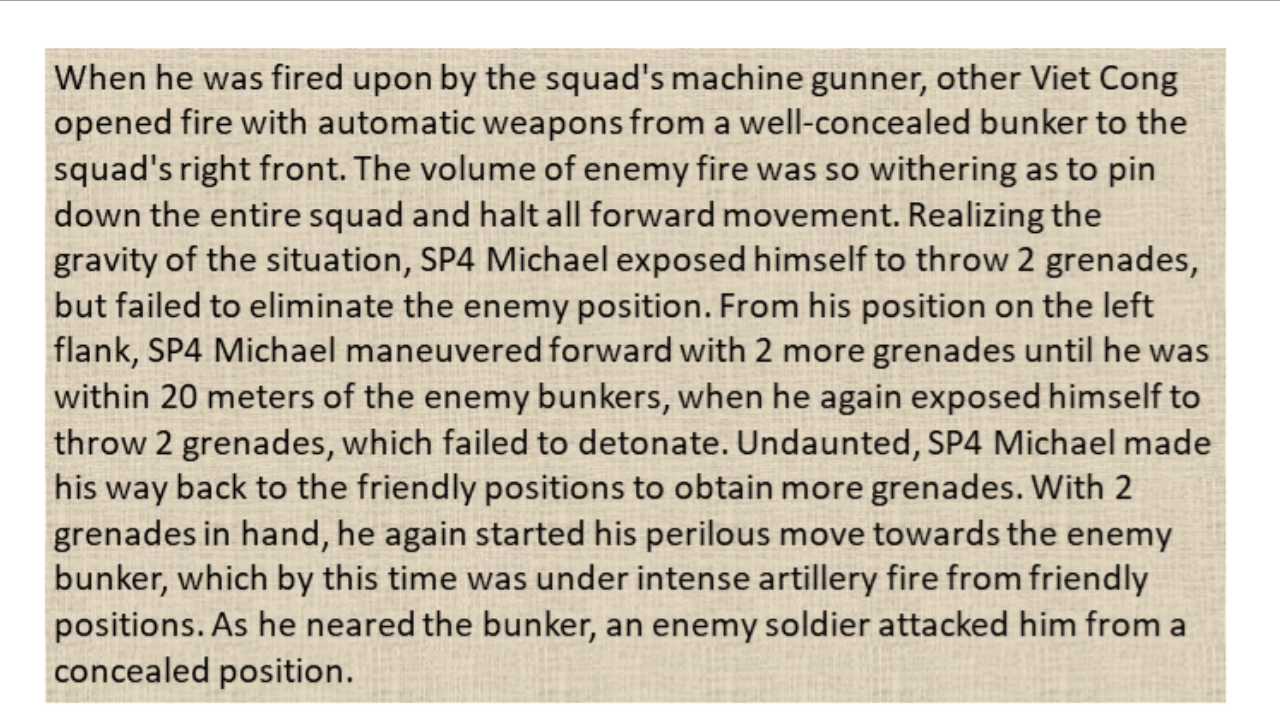 When he was fired upon by the squad's machine gunner, other Viet Cong
opened fire with automatic weapons from a well-concealed bunker to the
squad's right front. The volume of enemy fire was so withering as to pin
down the entire squad and halt all forward movement. Realizing the
gravity of the situation, SP4 Michael exposed himself to throw 2 grenades,
but failed to eliminate the enemy position. From his position on the left
flank, SP4 Michael maneuvered forward with 2 more grenades until he was
within 20 meters of the enemy bunkers, when he again exposed himself to
throw 2 grenades, which failed to detonate. Undaunted, SP4 Michael made
his way back to the friendly positions to obtain more grenades. With 2
grenades in hand, he again started his perilous move towards the enemy
bunker, which by this time was under intense artillery fire from friendly
positions. As he neared the bunker, an enemy soldier attacked him from a
concealed position.